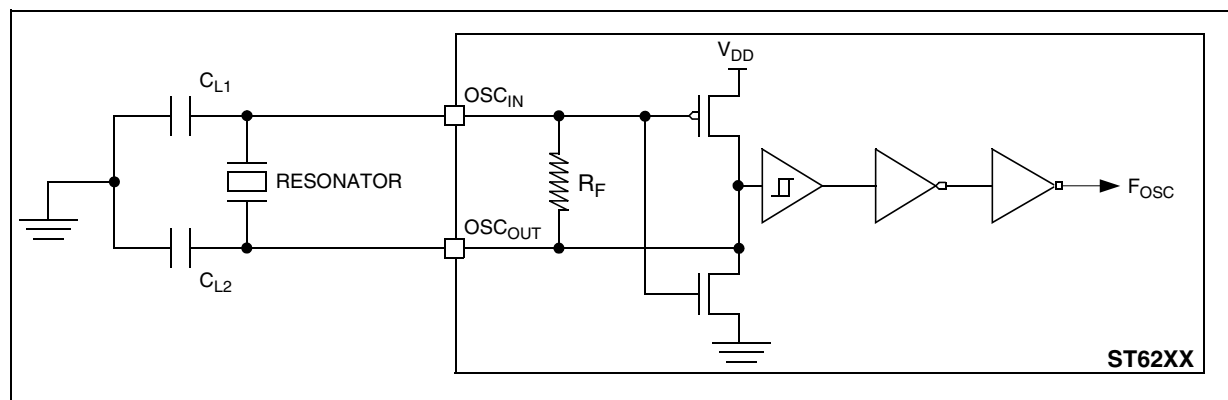 V_DD
C_L1
OSC_IN
RESONATOR
R_F
F_OSC
OSC_OUT
C_L2
ST62XX